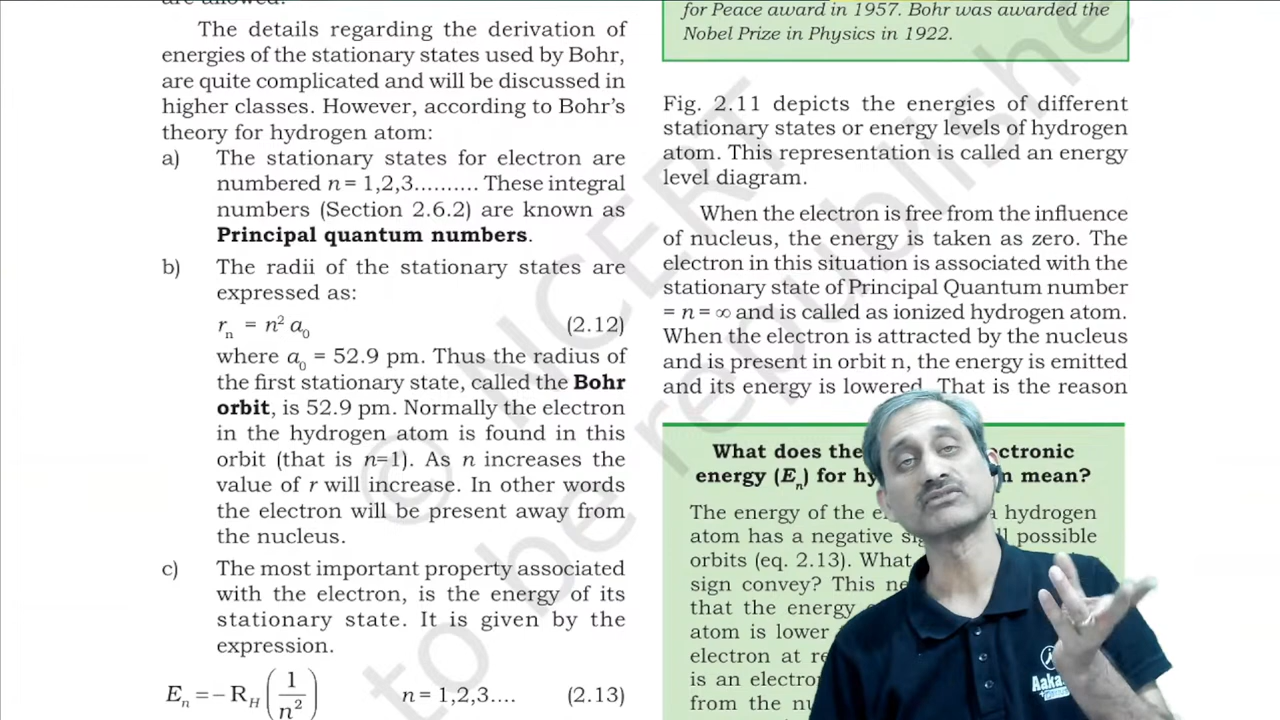 are allowed.
The details regarding the derivation of
energies of the stationary states used by Bohr,
are quite complicated and will be discussed in
higher classes. However, according to Bohr's
theory for hydrogen atom:
a) The stationary states for electron are
numbered n = 1,2,3.......... These integral
numbers (Section 2.6.2) are known as
Principal quantum numbers.
b) The radii of the stationary states are
expressed as:
rₙ = n² a₀ (2.12)
where a₀ = 52.9 pm. Thus the radius of
the first stationary state, called the Bohr
orbit, is 52.9 pm. Normally the electron
in the hydrogen atom is found in this
orbit (that is n=1). As n increases the
value of r will increase. In other words
the electron will be present away from
the nucleus.
c) The most important property associated
with the electron, is the energy of its
stationary state. It is given by the
expression.
Eₙ = − R_H (1/n²) n = 1,2,3.... (2.13)
for Peace award in 1957. Bohr was awarded the
Nobel Prize in Physics in 1922.
Fig. 2.11 depicts the energies of different
stationary states or energy levels of hydrogen
atom. This representation is called an energy
level diagram.
When the electron is free from the influence
of nucleus, the energy is taken as zero. The
electron in this situation is associated with the
stationary state of Principal Quantum number
= n = ∞ and is called as ionized hydrogen atom.
When the electron is attracted by the nucleus
and is present in orbit n, the energy is emitted
and its energy is lowered. That is the reason
What does the ctronic
energy (Eₙ) for hy n mean?
The energy of the a hydrogen
atom has a negative possible
orbits (eq. 2.13). What
sign convey? This
that the energy
atom is lower
electron at
is an
from the
© NCERT
to be republished